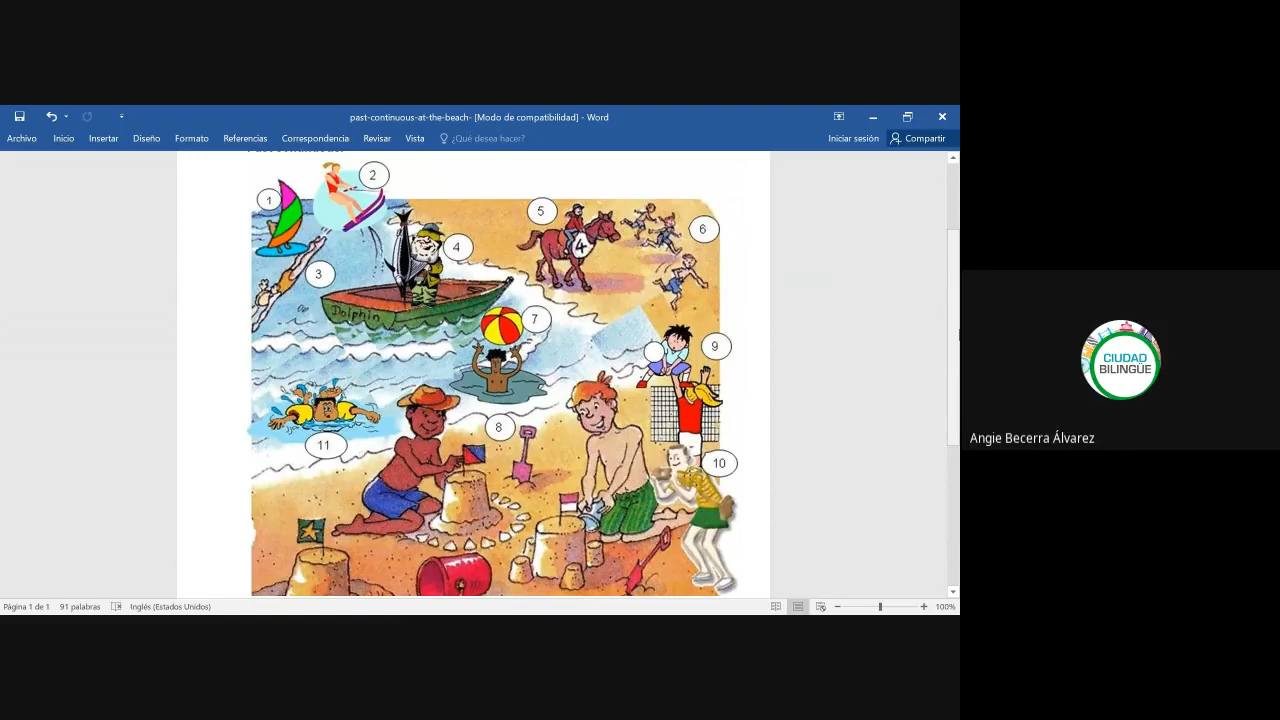 past-continuous-at-the-beach- [Modo de compatibilidad] - Word
Archivo Inicio Insertar Diseño Formato Referencias Correspondencia Revisar Vista ¿Qué desea hacer? Iniciar sesión Compartir
1
2
3
4
5
4
6
Dolphin
7
9
8
11
10
CIUDAD
BILINGÜE
Angie Becerra Álvarez
Página 1 de 1 91 palabras Inglés (Estados Unidos) 100%